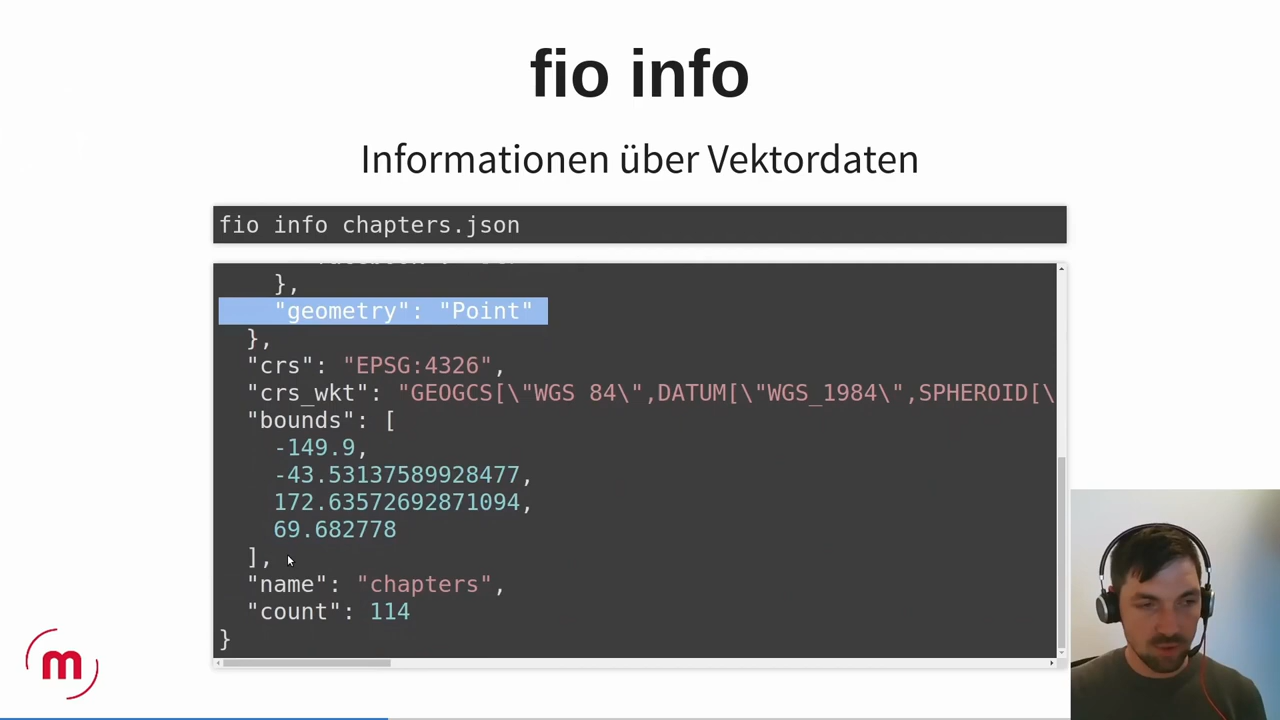 fio info
Informationen über Vektordaten
fio info chapters.json
},
"geometry": "Point"
},
"crs": "EPSG:4326",
"crs_wkt": "GEOGCS[\"WGS 84\",DATUM[\"WGS_1984\",SPHEROID[\
"bounds": [
-149.9,
-43.53137589928477,
172.63572692871094,
69.682778
],
"name": "chapters",
"count": 114
}
m